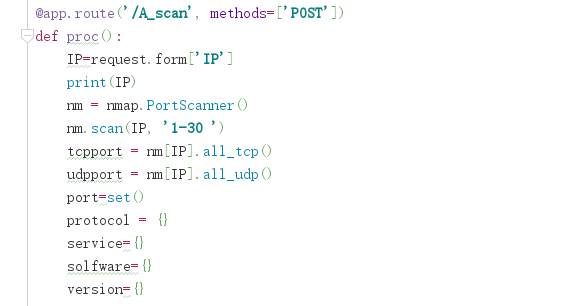 @app.route('/A_scan', methods=['POST'])
def proc():
IP=request.form['IP']
print(IP)
nm = nmap.PortScanner()
nm.scan(IP, '1-30 ')
tcpport = nm[IP].all_tcp()
udpport = nm[IP].all_udp()
port=set()
protocol = {}
service={}
solfware={}
version={}